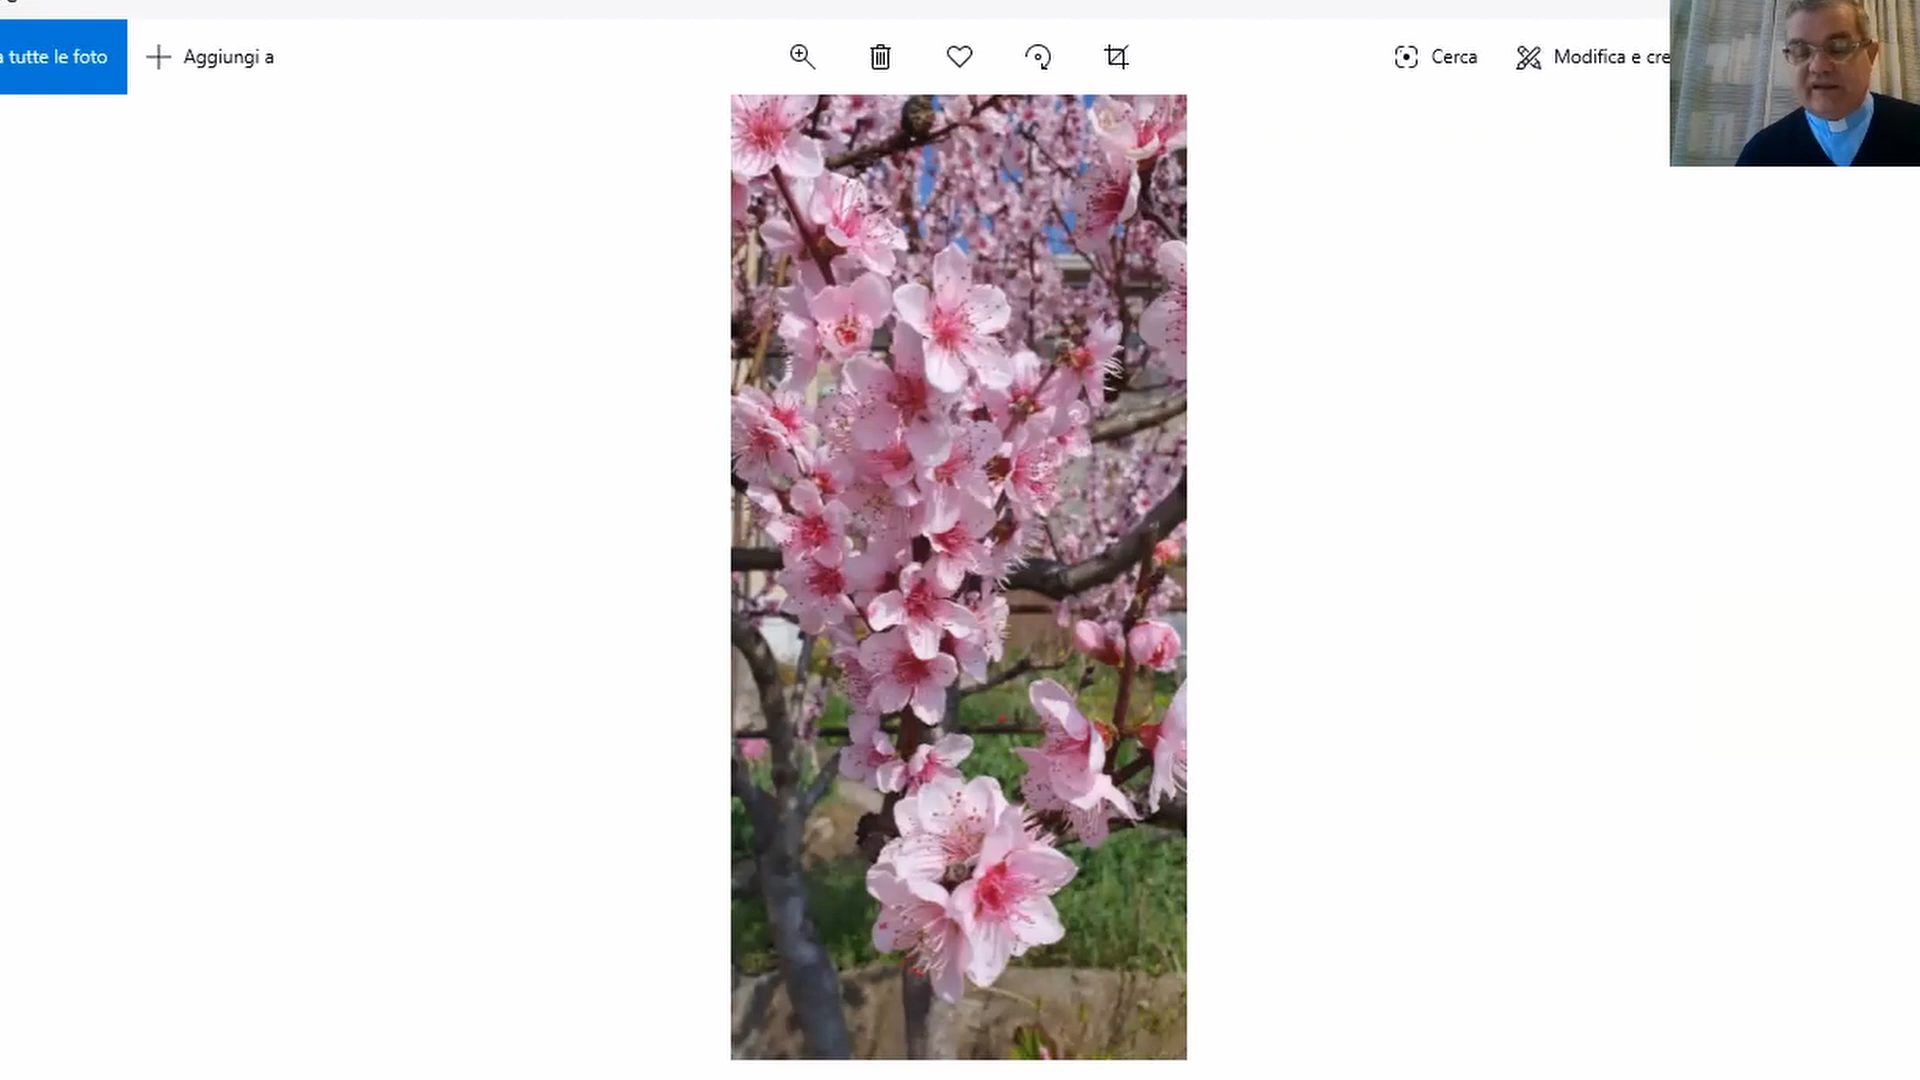 a tutte le foto
Aggiungi a
Cerca
Modifica e cre